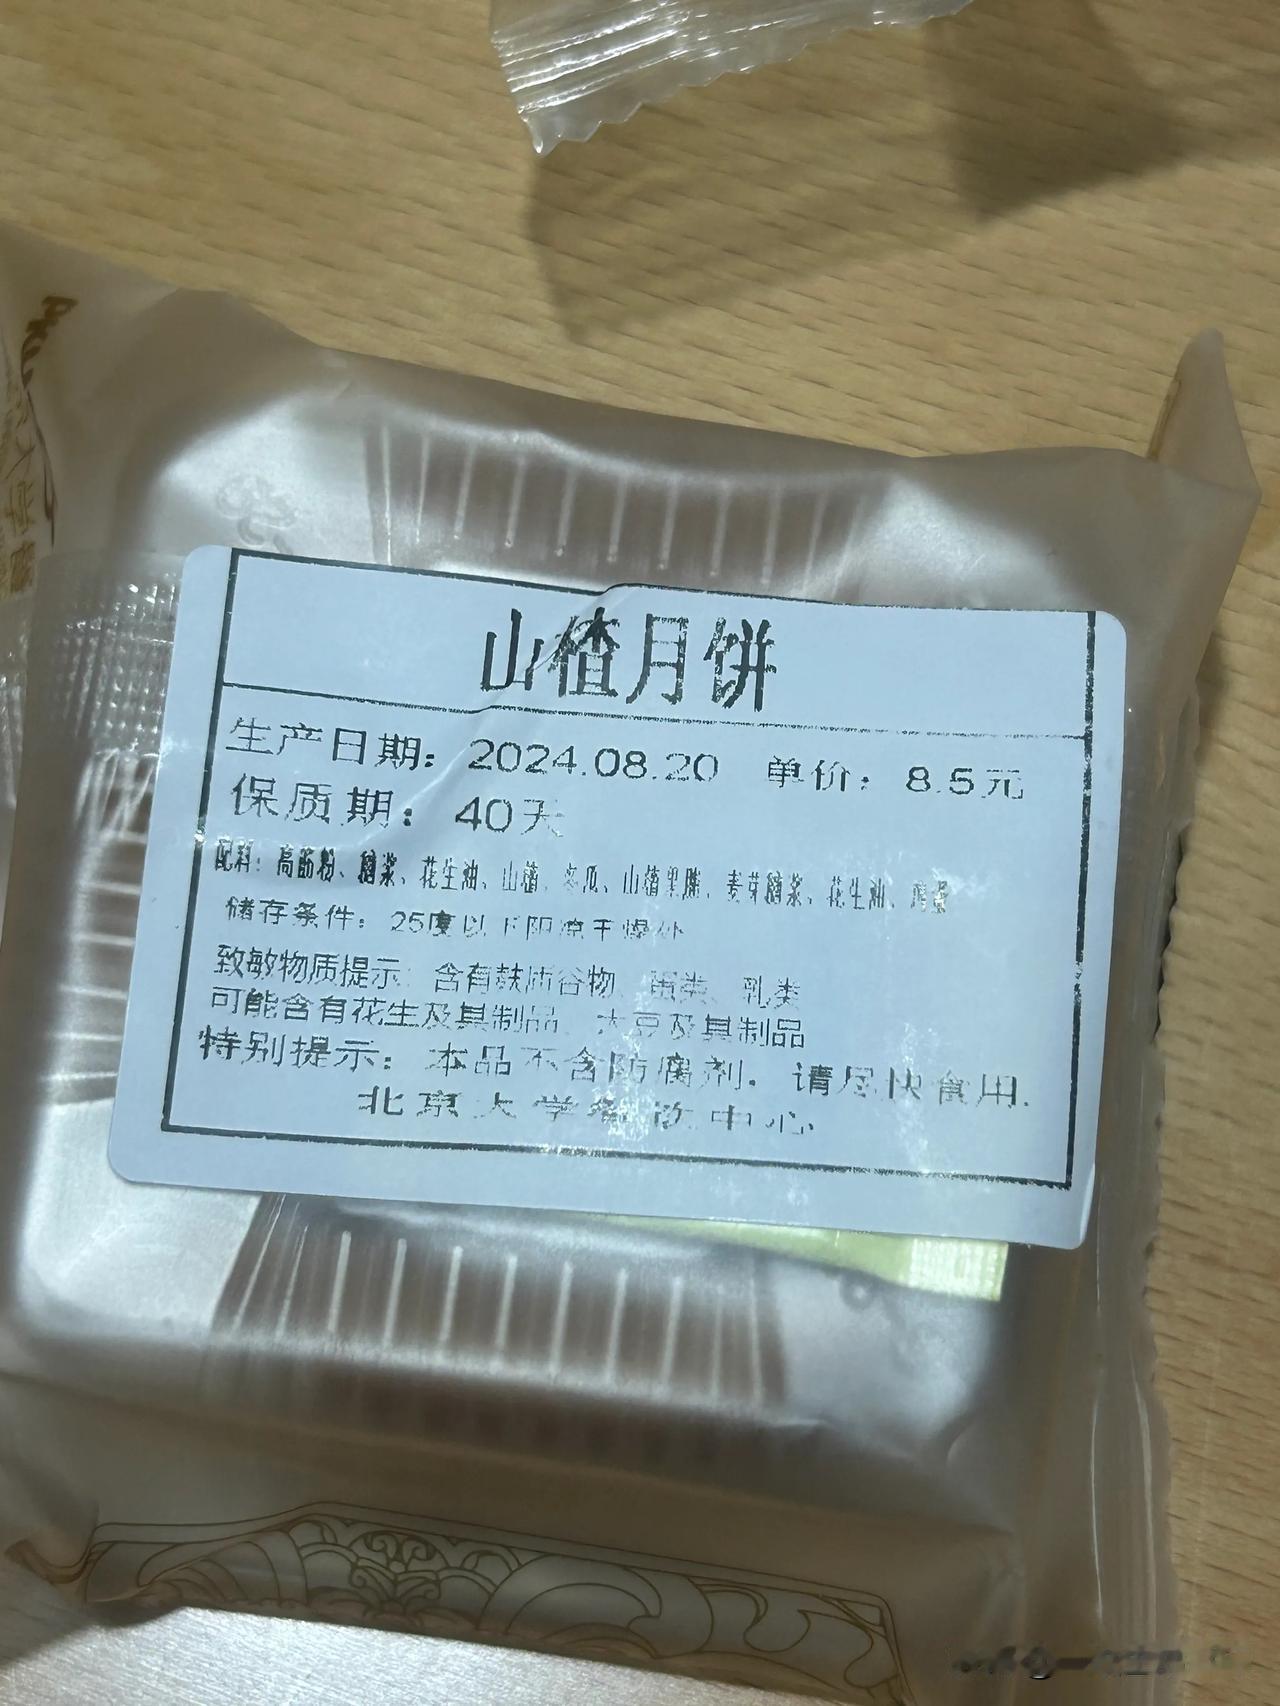 山楂月饼
生产日期：2024.08.20 单价：8.5元
保质期：40天
配料：高筋粉、糖浆、花生油、山楂、冬瓜、山楂果脯、麦芽糖浆、花生油、鸡蛋
储存条件：25度以下阴凉干燥处
致敏物质提示：含有麸质谷物、蛋类、乳类
可能含有花生及其制品、大豆及其制品
特别提示：本品不含防腐剂，请尽快食用.
北京大学餐饮中心
PKU